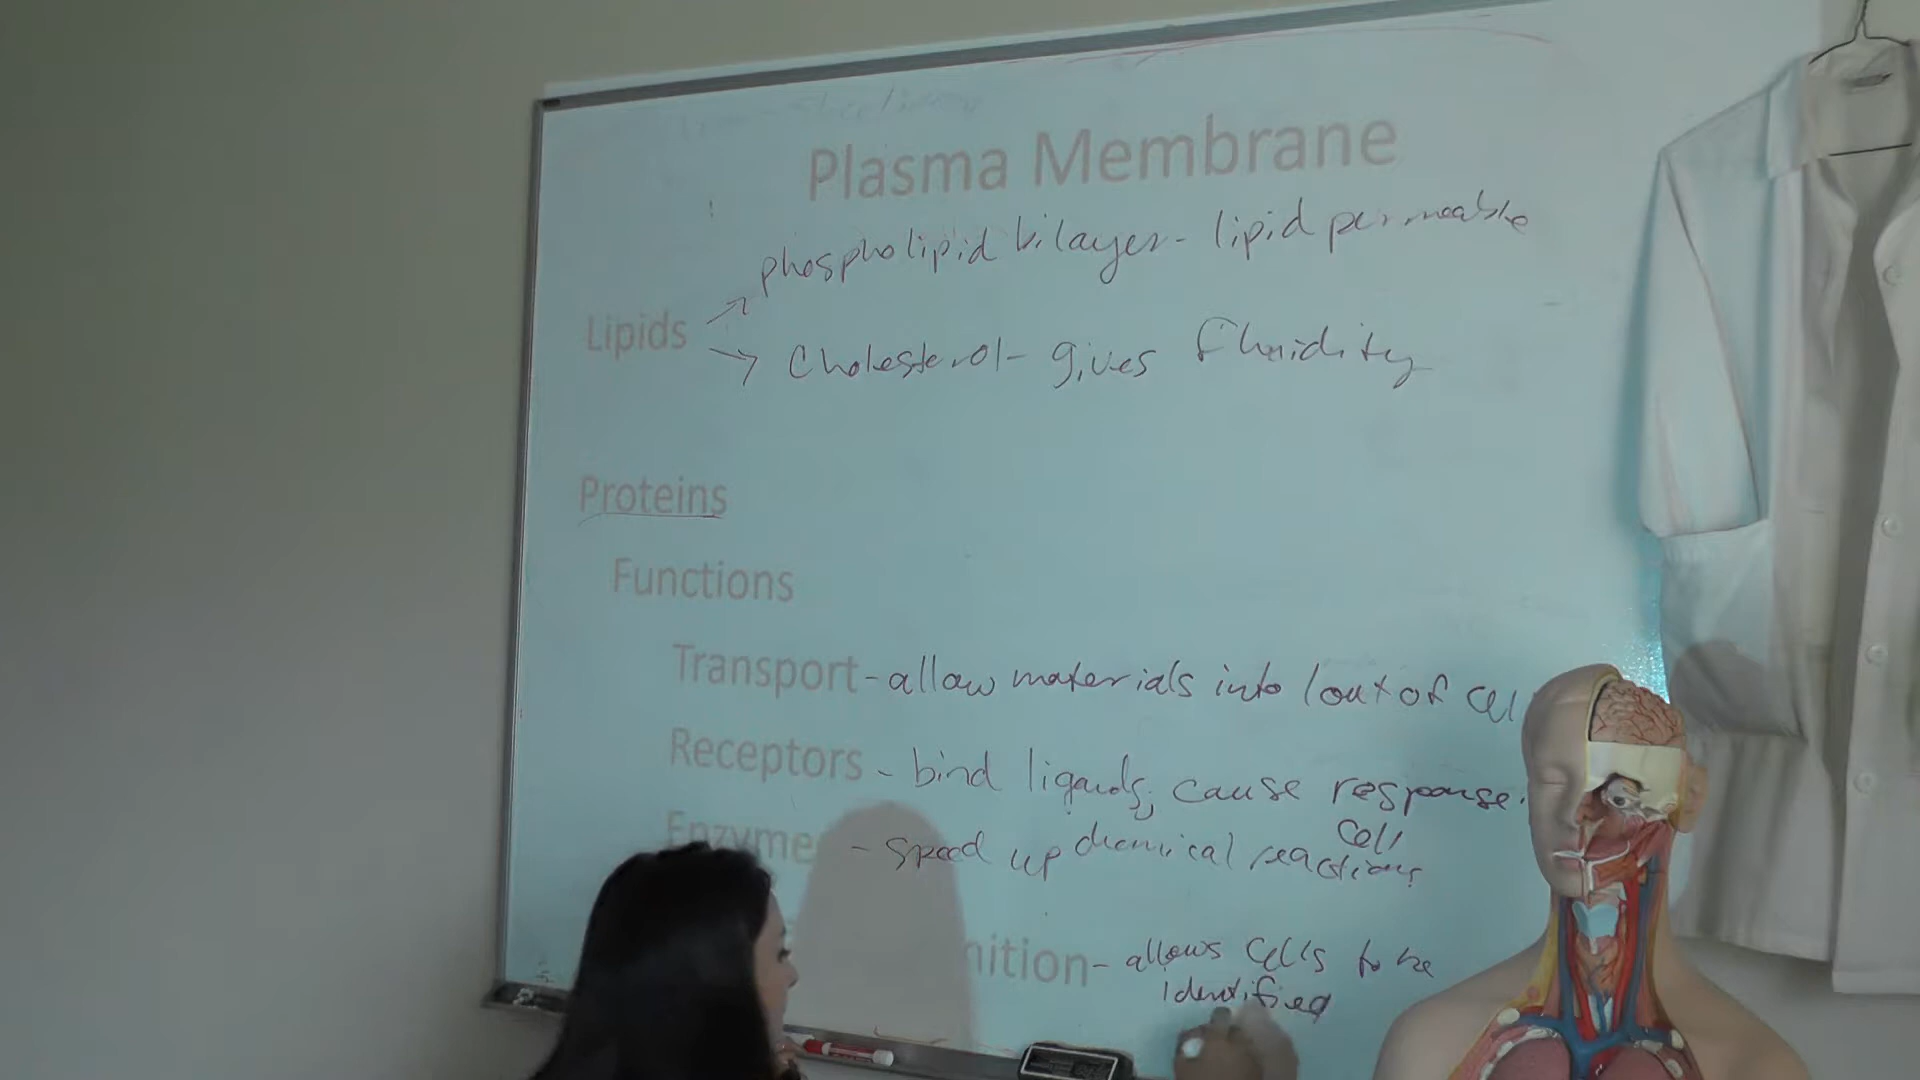 Plasma Membrane
phospholipid bilayer - lipid permeable
Lipids
Cholesterol - gives fluidity
Proteins
Functions
Transport - allow materials into / out of cell
Receptors - bind ligands, cause response.
cell
- speed up chemical reactions
nition - allows cells to be
identified